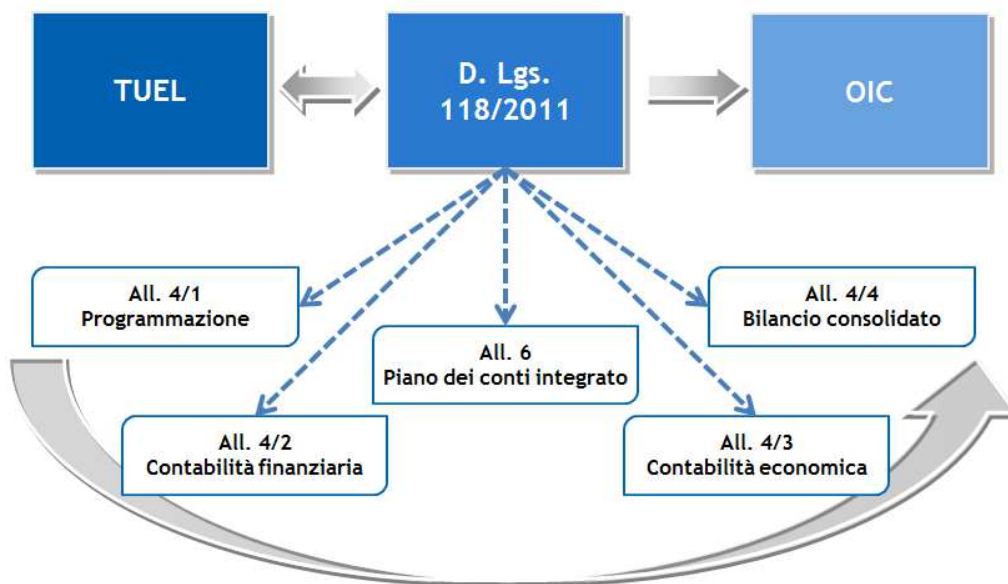 TUEL
D. Lgs.
118/2011
OIC
All. 4/1
Programmazione
All. 4/4
Bilancio consolidato
All. 6
Piano dei conti integrato
All. 4/2
Contabilità finanziaria
All. 4/3
Contabilità economica